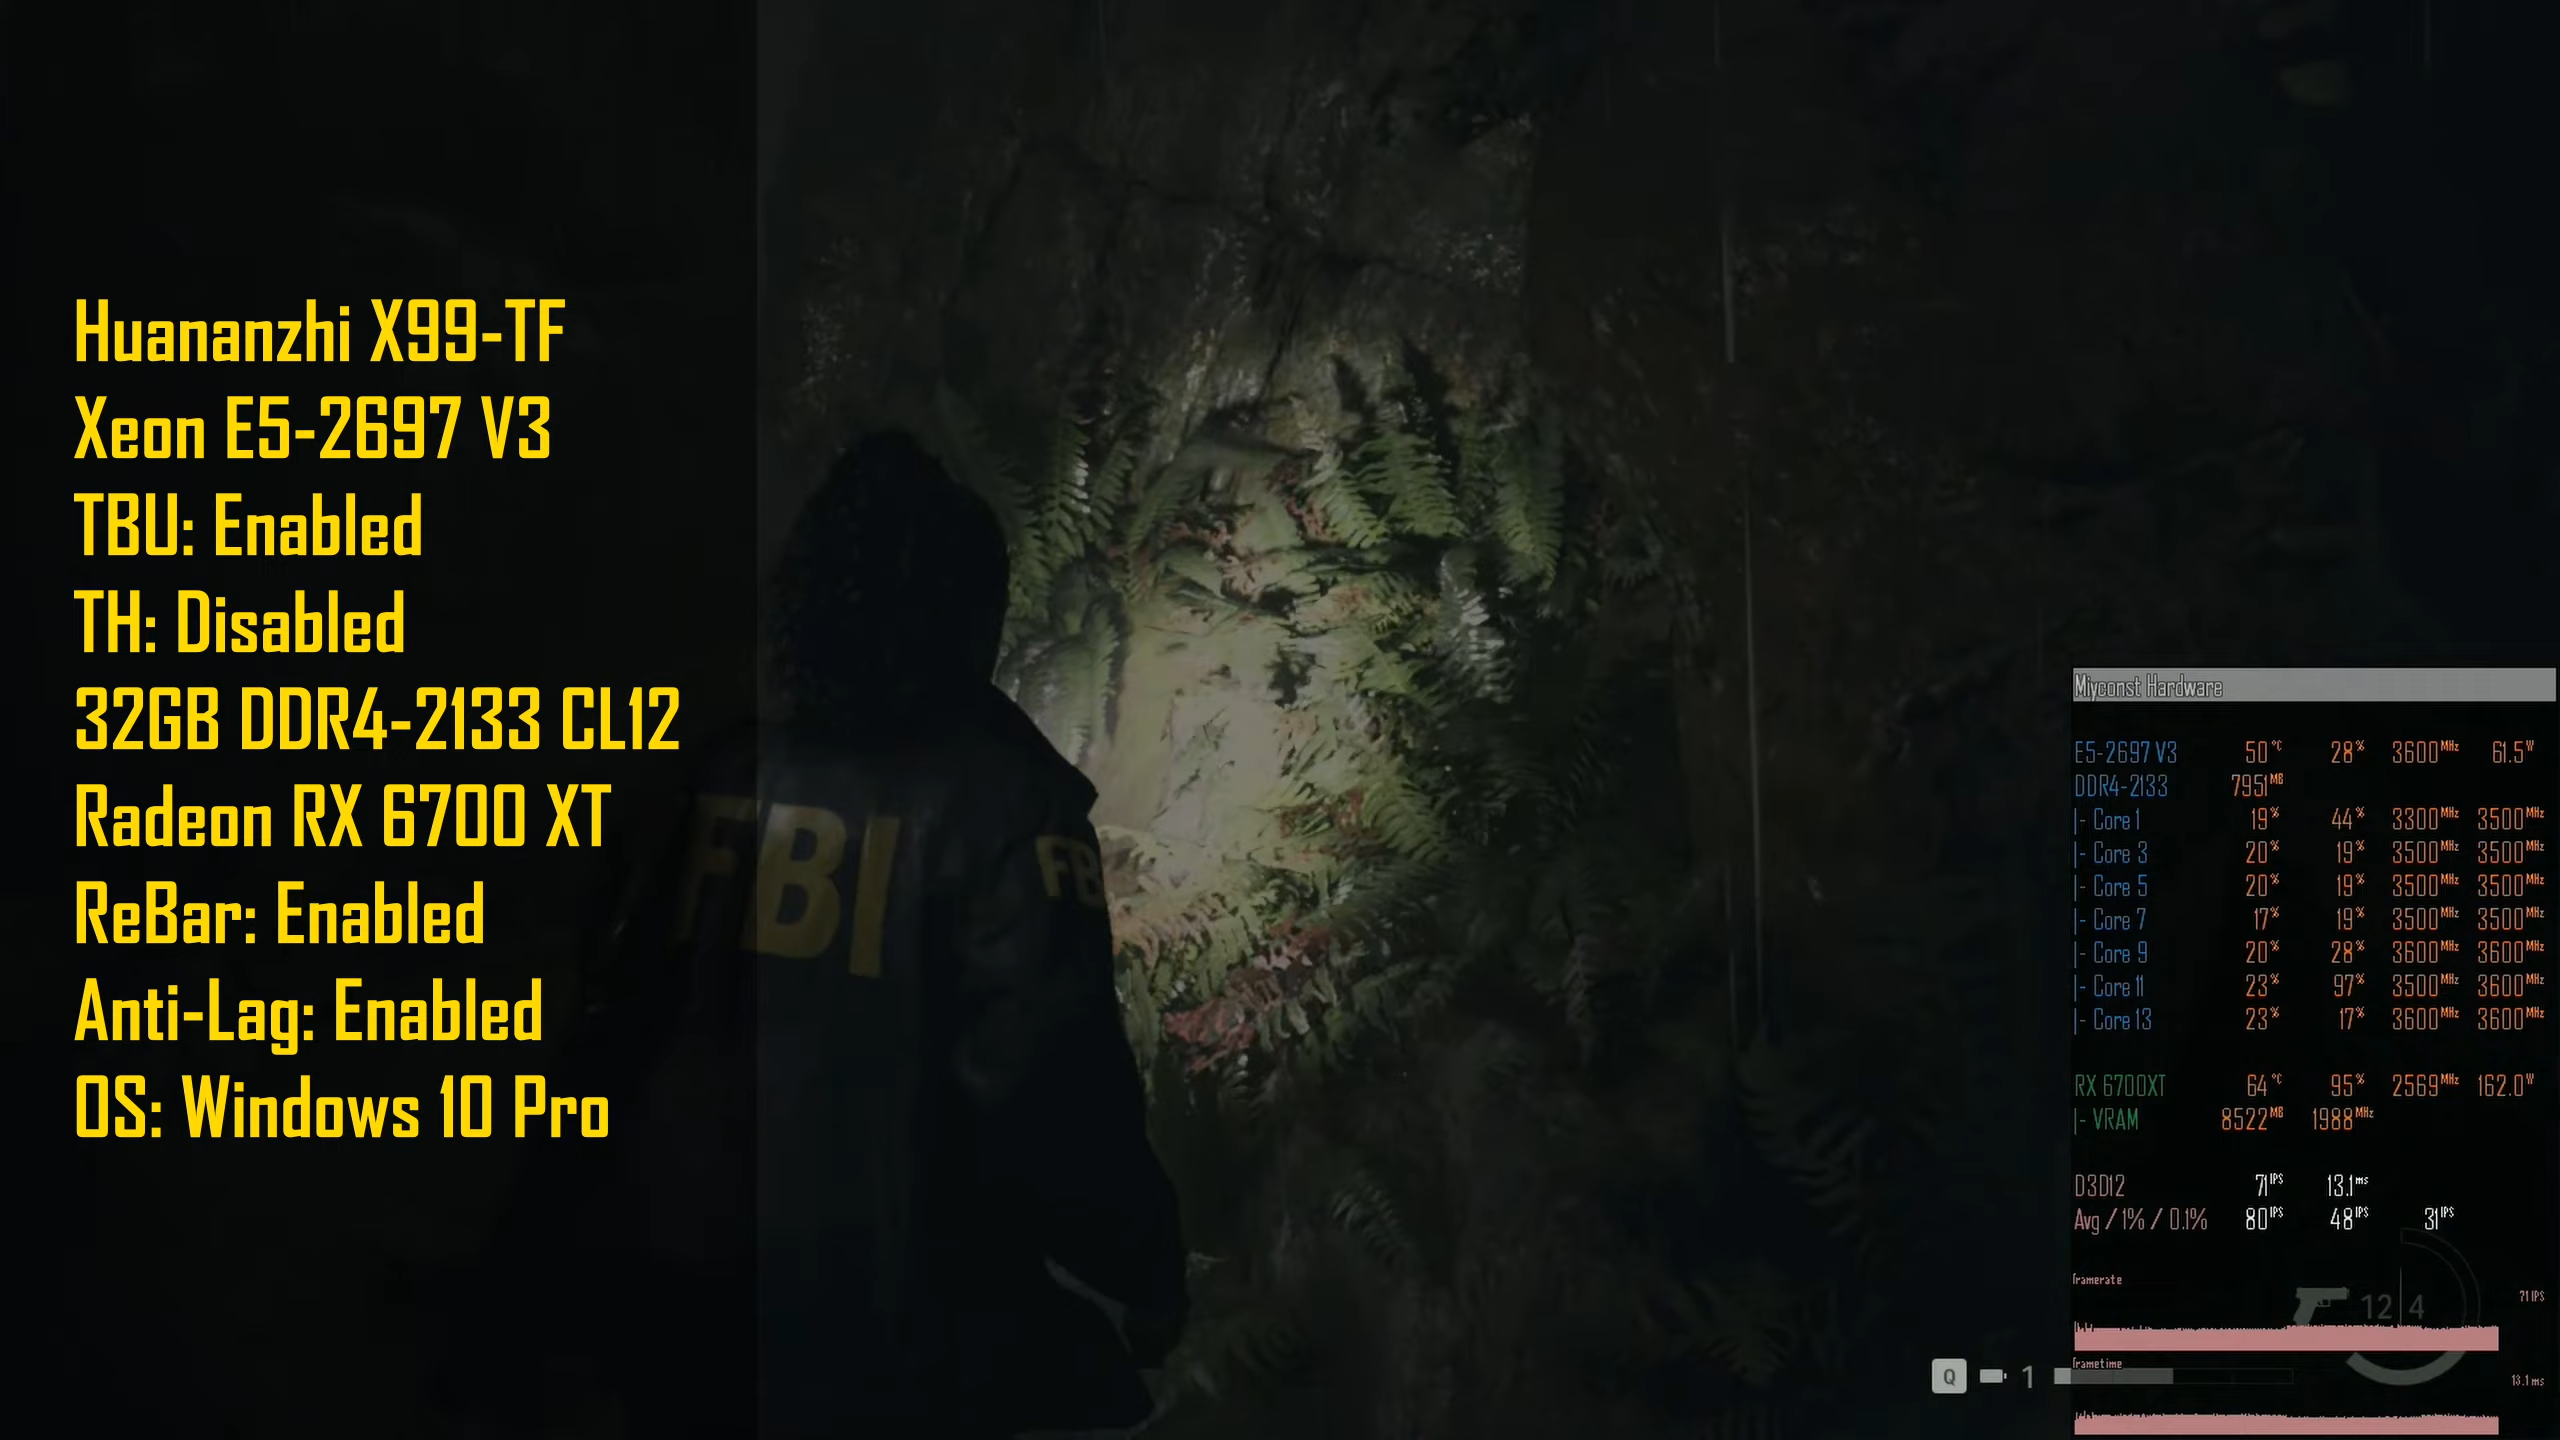 Huananzhi X99-TF
Xeon E5-2697 V3
TBU: Enabled
TH: Disabled
32GB DDR4-2133 CL12
Radeon RX 6700 XT
ReBar: Enabled
Anti-Lag: Enabled
OS: Windows 10 Pro
FBI
FB
Miyconst Hardware
E5-2697 V3 50°C 28% 3600MHz 61.5W
DDR4-2133 7951MB
|- Core 1 19% 44% 3300MHz 3500MHz
|- Core 3 20% 19% 3500MHz 3500MHz
|- Core 5 20% 19% 3500MHz 3500MHz
|- Core 7 17% 19% 3500MHz 3500MHz
|- Core 9 20% 28% 3600MHz 3600MHz
|- Core 11 23% 97% 3500MHz 3600MHz
|- Core 13 23% 17% 3600MHz 3600MHz
RX 6700XT 64°C 95% 2569MHz 162.0W
|- VRAM 8522MB 1988MHz
D3D12 71FPS 13.1ms
Avg / 1% / 0.1% 80FPS 48FPS 31FPS
Framerate
71 FPS
12 | 4
Frametime
Q 1
13.1 ms